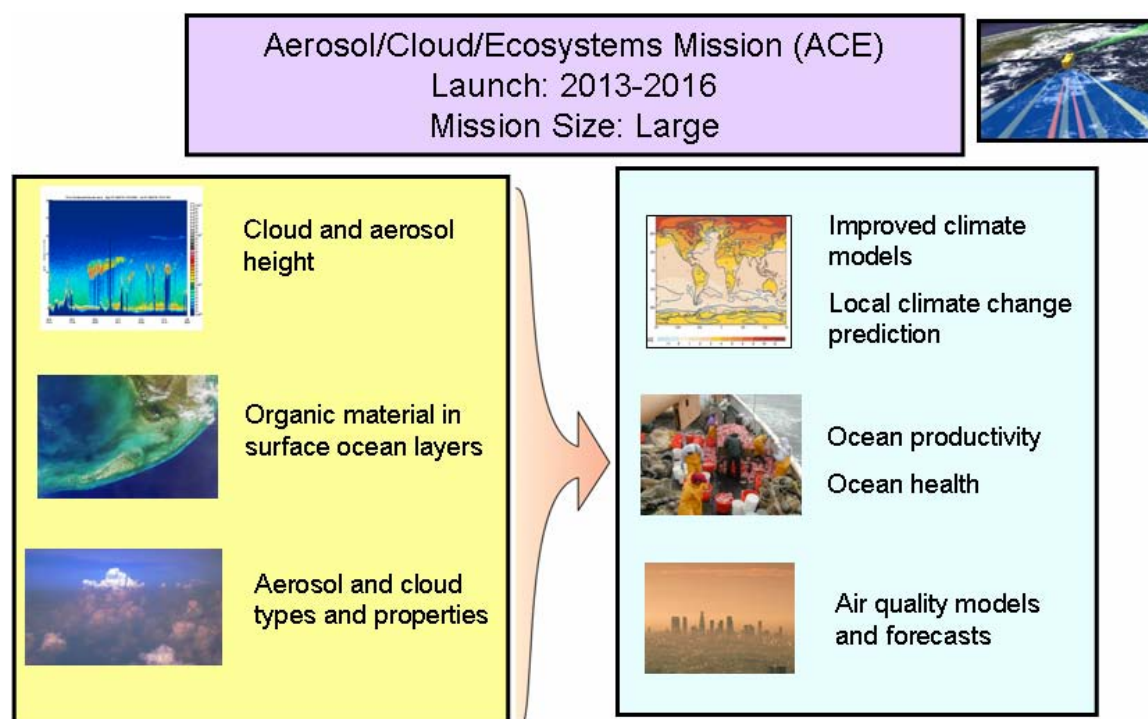 Aerosol/Cloud/Ecosystems Mission (ACE)
Launch: 2013-2016
Mission Size: Large
Cloud and aerosol
height
Organic material in
surface ocean layers
Aerosol and cloud
types and properties
Improved climate
models
Local climate change
prediction
Ocean productivity
Ocean health
Air quality models
and forecasts